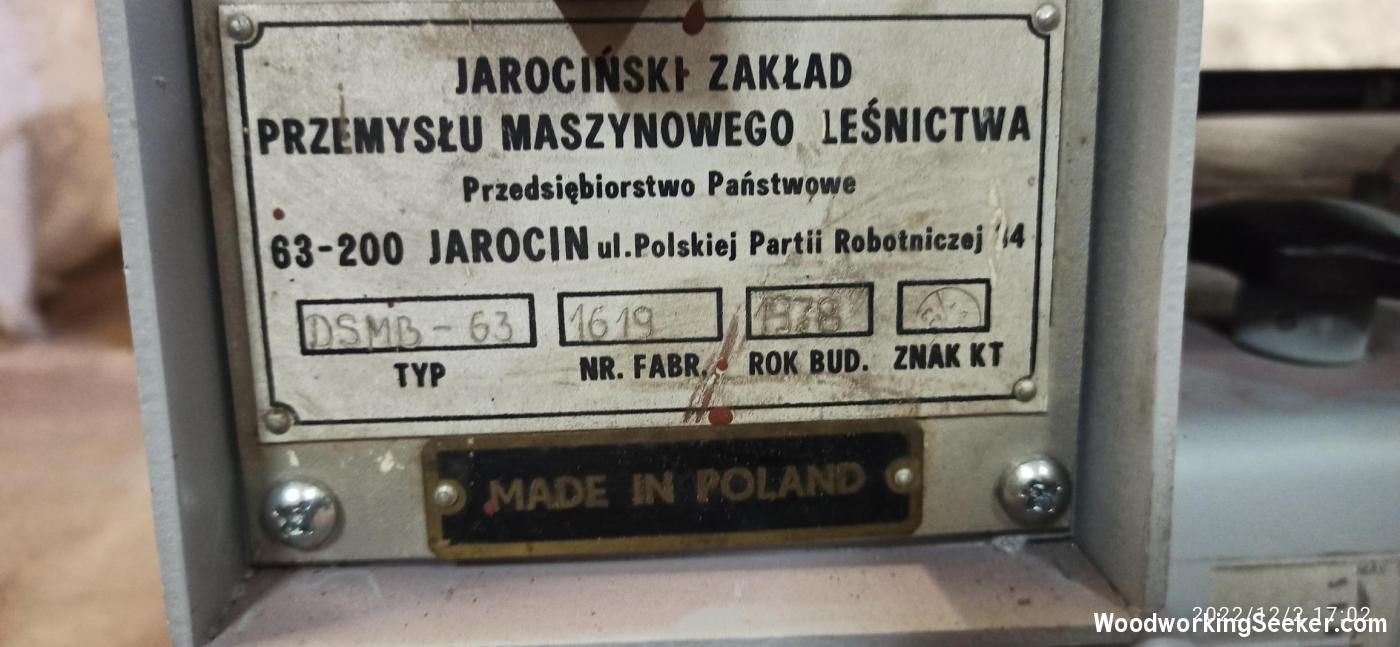 JAROCIŃSKI ZAKŁAD
PRZEMYSŁU MASZYNOWEGO LEŚNICTWA
Przedsiębiorstwo Państwowe
63-200 JAROCIN ul.Polskiej Partii Robotniczej
DSMB - 63 1619 1978
TYP NR. FABR. ROK BUD. ZNAK KT
MADE IN POLAND
2022/12/2 17:02
WoodworkingSeeker.com